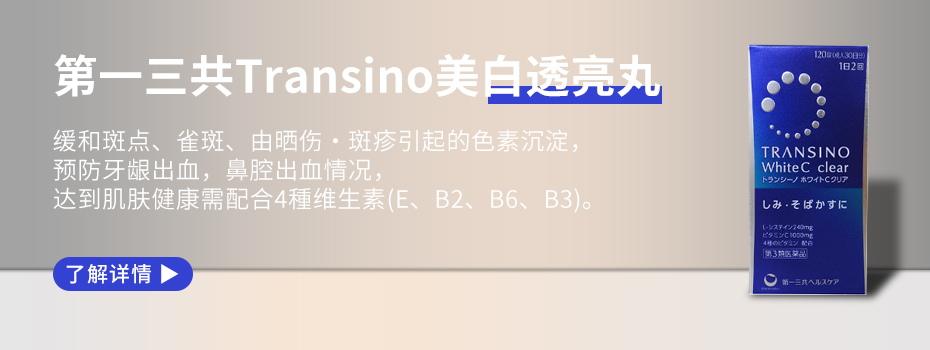 第一三共Transino美白透亮丸
缓和斑点、雀斑、由晒伤·斑疹引起的色素沉淀，
预防牙龈出血，鼻腔出血情况，
达到肌肤健康需配合4種维生素(E、B2、B6、B3)。
了解详情 ▶
120錠(成人30日分)
1日2回
TRANSINO
White C clear
トランシーノ ホワイトCクリア
しみ・そばかすに
L-システイン240mg
ビタミンC1000mg
4種のビタミン 配合
第3類医薬品
第一三共ヘルスケア